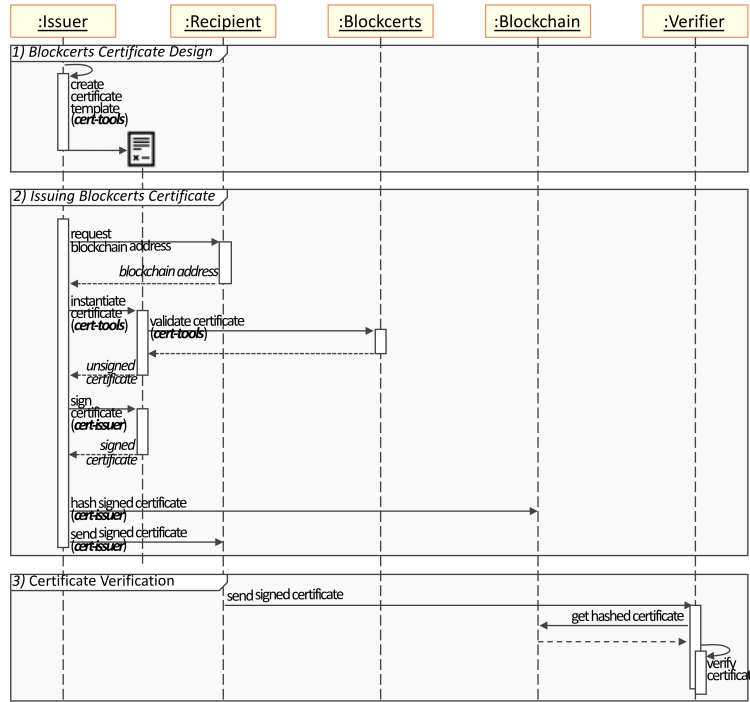 :Issuer :Recipient :Blockcerts :Blockchain :Verifier
1) Blockcerts Certificate Design
create
certificate
template
(cert-tools)
2) Issuing Blockcerts Certificate
request
blockchain address
blockchain address
instantiate
certificate
(cert-tools)
validate certificate
(cert-tools)
unsigned
certificate
sign
certificate
(cert-issuer)
signed
certificate
hash signed certificate
(cert-issuer)
send signed certificate
(cert-issuer)
3) Certificate Verification
send signed certificate
get hashed certificate
verify
certificat